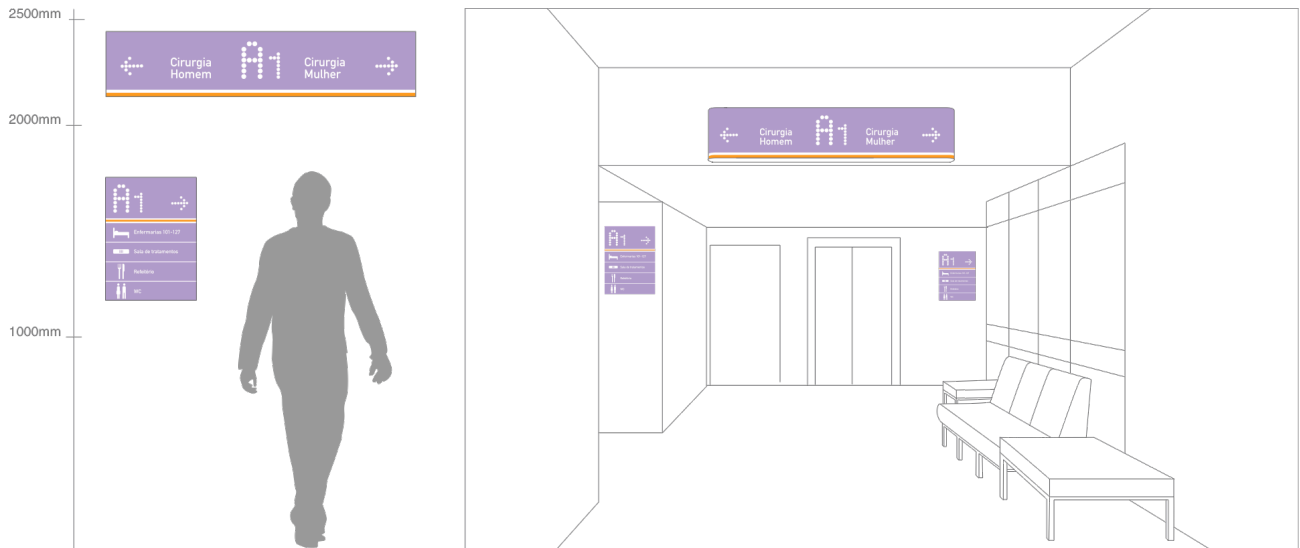 2500mm
2000mm
1000mm
Cirurgia
Homem
A1
Cirurgia
Mulher
A1
Enfermarias 101-127
Sala de tratamentos
Refeitório
WC
Cirurgia
Homem
A1
Cirurgia
Mulher
A1
A1